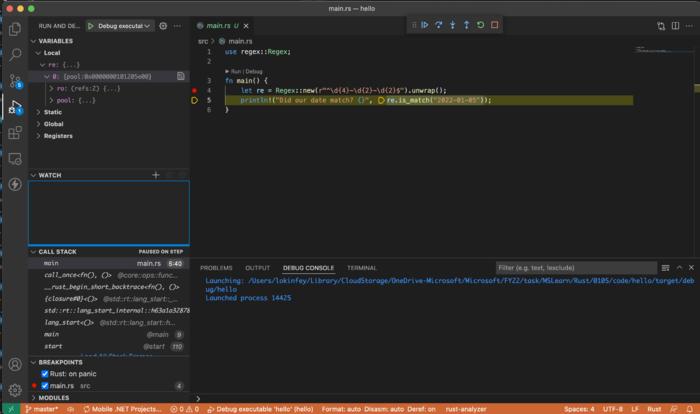 main.rs — hello
RUN AND DE... Debug executat
main.rs U
src > main.rs
VARIABLES
Local
re: {...}
0: {pool:0x0000000101205e00}
ro: {refs:2} {...}
pool: {...}
Static
Global
Registers
1 use regex::Regex;
2
Run | Debug
3 fn main() {
4 let re = Regex::new(r"^\d{4}-\d{2}-\d{2}$").unwrap();
5 println!("Did our date match? {}", re.is_match("2022-01-05"));
6 }
WATCH
CALL STACK PAUSED ON STEP
main main.rs 5:40
call_once<fn(), ()> @core::ops::func...
__rust_begin_short_backtrace<fn(), ()>
{closure#0}<()> @std::rt::lang_start::_...
std::rt::lang_start_internal::h63a1a32878
lang_start<()> @std::rt::lang_start::h...
main @main 9
start @start 110
BREAKPOINTS
Rust: on panic
main.rs src 4
MODULES
PROBLEMS OUTPUT DEBUG CONSOLE TERMINAL Filter (e.g. text, !exclude)
Launching: /Users/lokinfey/Library/CloudStorage/OneDrive-Microsoft/Microsoft/FY22/task/MSLearn/Rust/0105/code/hello/target/deb
ug/hello
Launched process 14425
master* Mobile .NET Projects... 0 0 Debug executable 'hello' (hello) Format: auto Disasm: auto Deref: on rust-analyzer Spaces: 4 UTF-8 LF Rust